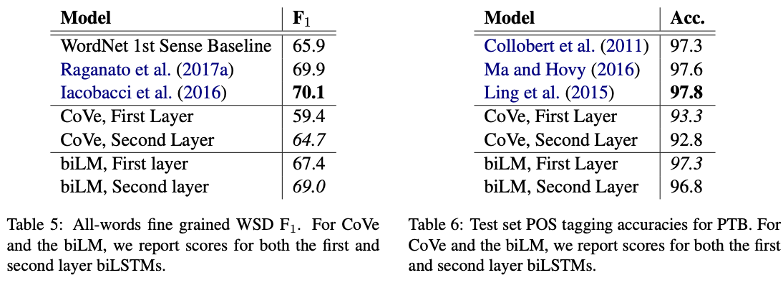 Model F1
WordNet 1st Sense Baseline 65.9
Raganato et al. (2017a) 69.9
Iacobacci et al. (2016) 70.1
CoVe, First Layer 59.4
CoVe, Second Layer 64.7
biLM, First layer 67.4
biLM, Second layer 69.0
Table 5: All-words fine grained WSD F1. For CoVe
and the biLM, we report scores for both the first and
second layer biLSTMs.
Model Acc.
Collobert et al. (2011) 97.3
Ma and Hovy (2016) 97.6
Ling et al. (2015) 97.8
CoVe, First Layer 93.3
CoVe, Second Layer 92.8
biLM, First Layer 97.3
biLM, Second Layer 96.8
Table 6: Test set POS tagging accuracies for PTB. For
CoVe and the biLM, we report scores for both the first
and second layer biLSTMs.